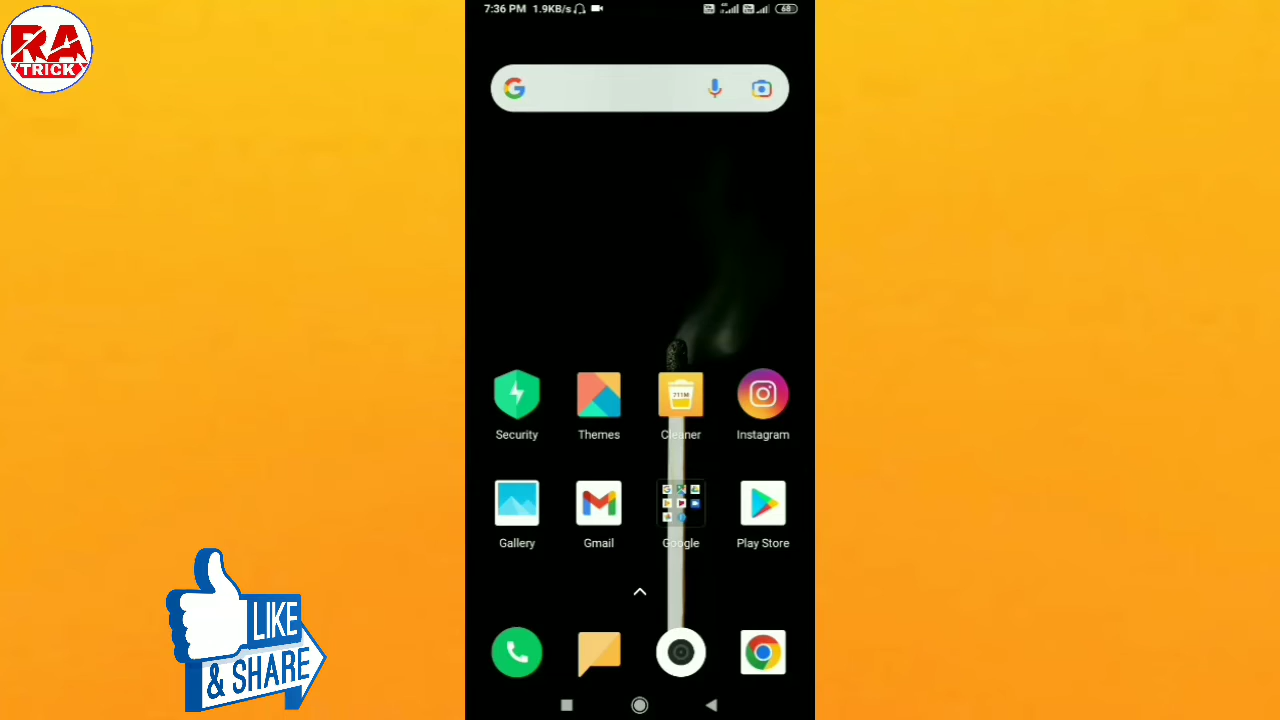 RA
TRICK
7:36 PM 1.9KB/s
68
711M
Security
Themes
Cleaner
Instagram
Gallery
Gmail
Google
Play Store
LIKE
& SHARE